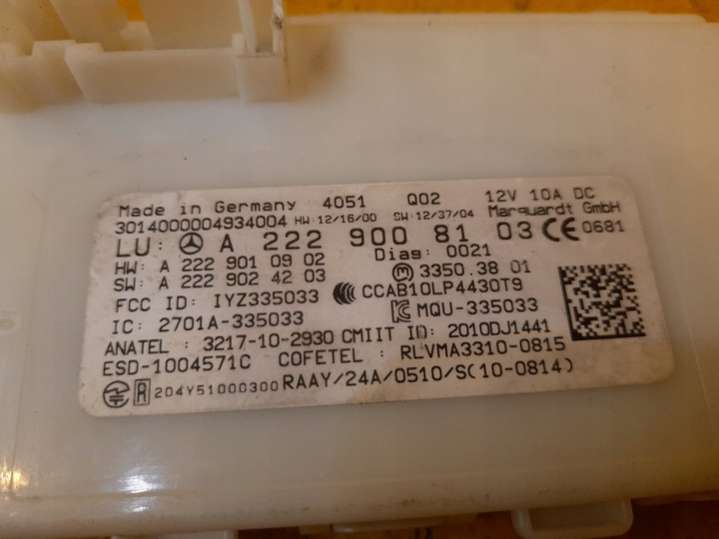 Made in Germany 4051 Q02 12V 10A DC
3014000004934004 HW:12/16/00 SW:12/37/04 Marquardt GmbH
LU: A 222 900 81 03 CE 0681
Diag: 0021
HW: A 222 901 09 02
3350.38 01
SW: A 222 902 42 03
CCAB10LP4430T9
FCC ID: IYZ335033
MQU-335033
IC: 2701A-335033
ANATEL : 3217-10-2930 CMIIT ID: 2010DJ1441
ESD-1004571C COFETEL : RLVMA3310-0815
R 204Y51000300 RAAY/24A/0510/S(10-0814)